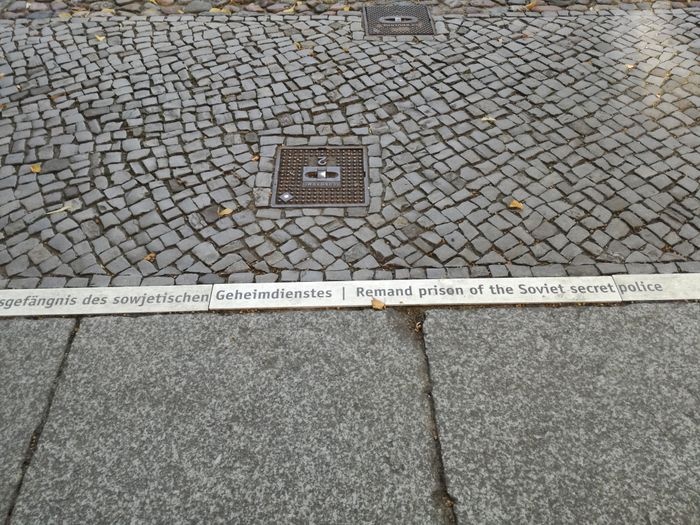 sgefängnis des sowjetischen Geheimdienstes | Remand prison of the Soviet secret police